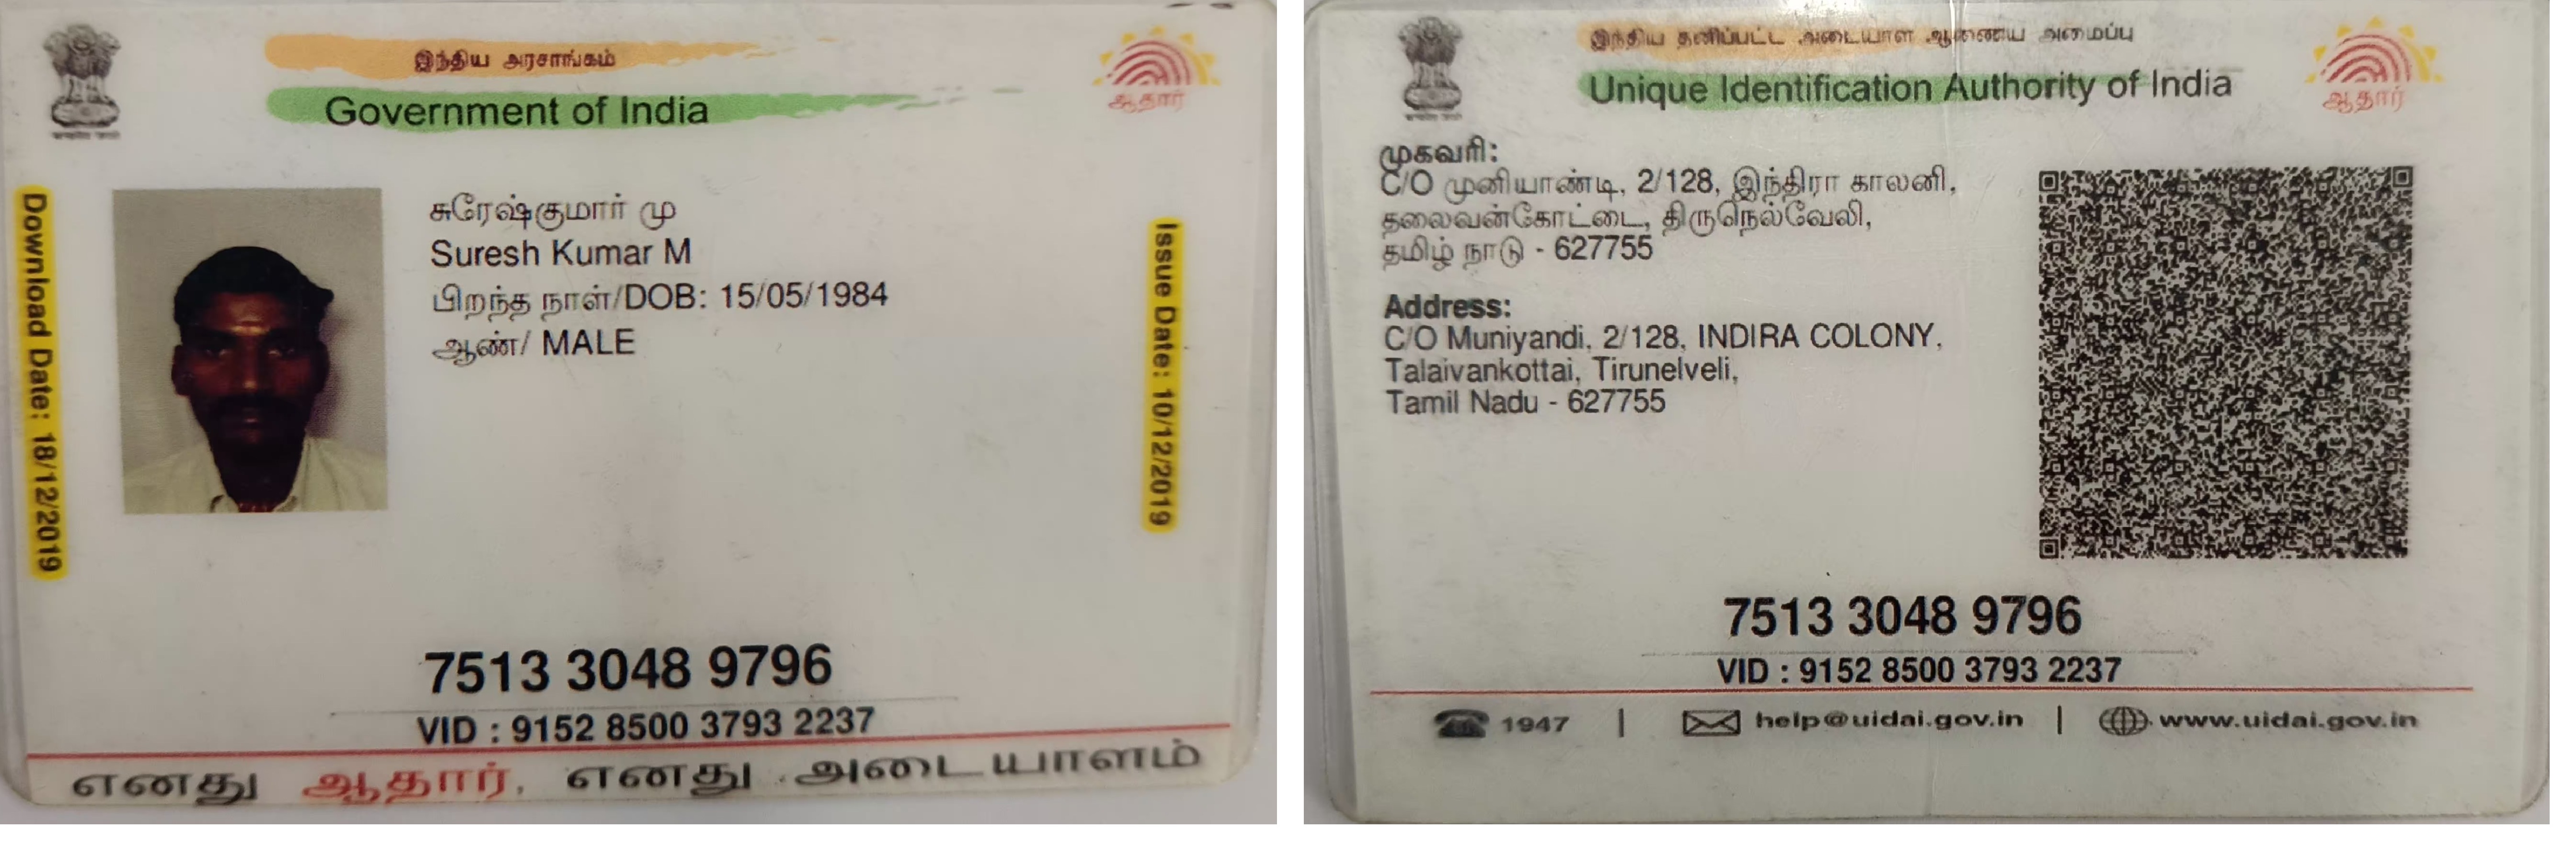 இந்திய அரசாங்கம்
Government of India
ஆதார்
Download Date: 18/12/2019
சுரேஷ்குமார் மு
Suresh Kumar M
பிறந்த நாள்/DOB: 15/05/1984
ஆண்/ MALE
Issue Date: 10/12/2019
7513 3048 9796
VID : 9152 8500 3793 2237
எனது ஆதார், எனது அடையாளம்
இந்திய தனிப்பட்ட அடையாள ஆணைய அமைப்பு
Unique Identification Authority of India
ஆதார்
முகவரி:
C/O முனியாண்டி, 2/128, இந்திரா காலனி,
தலைவன்கோட்டை, திருநெல்வேலி,
தமிழ் நாடு - 627755
Address:
C/O Muniyandi, 2/128, INDIRA COLONY,
Talaivankottai, Tirunelveli,
Tamil Nadu - 627755
7513 3048 9796
VID : 9152 8500 3793 2237
1947 | help@uidai.gov.in | www.uidai.gov.in